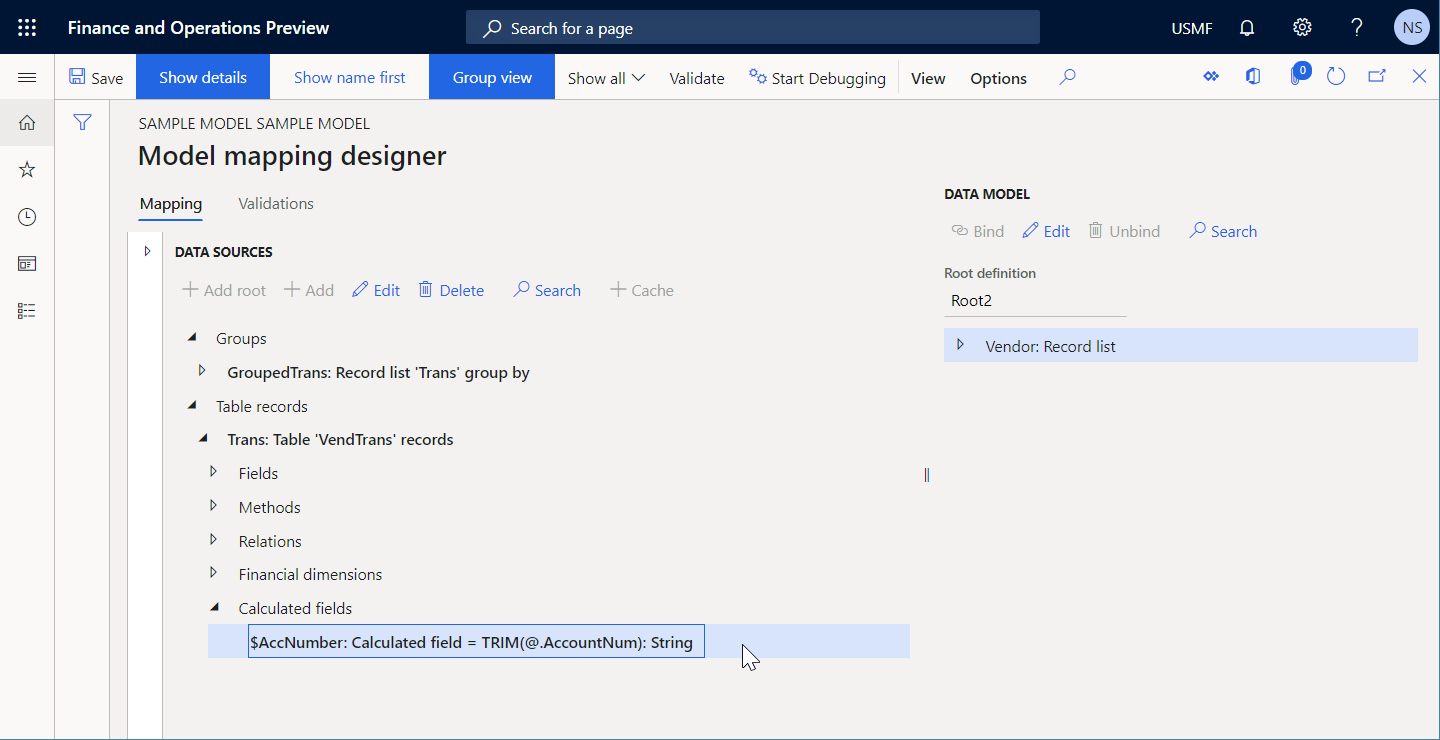 Finance and Operations Preview
Search for a page
USMF
NS
Save
Show details
Show name first
Group view
Show all
Validate
Start Debugging
View
Options
0
SAMPLE MODEL SAMPLE MODEL
Model mapping designer
Mapping
Validations
DATA SOURCES
Add root
Add
Edit
Delete
Search
Cache
Groups
GroupedTrans: Record list 'Trans' group by
Table records
Trans: Table 'VendTrans' records
Fields
Methods
Relations
Financial dimensions
Calculated fields
$AccNumber: Calculated field = TRIM(@.AccountNum): String
DATA MODEL
Bind
Edit
Unbind
Search
Root definition
Root2
Vendor: Record list